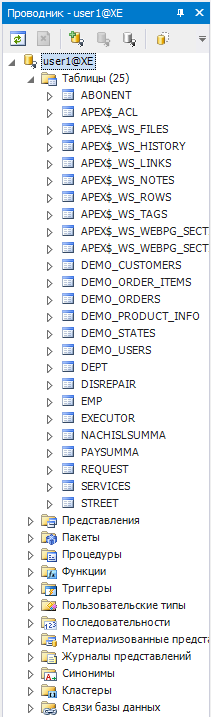 Проводник - user1@XE
user1@XE
Таблицы (25)
ABONENT
APEX$_ACL
APEX$_WS_FILES
APEX$_WS_HISTORY
APEX$_WS_LINKS
APEX$_WS_NOTES
APEX$_WS_ROWS
APEX$_WS_TAGS
APEX$_WS_WEBPG_SECT
APEX$_WS_WEBPG_SECT
DEMO_CUSTOMERS
DEMO_ORDER_ITEMS
DEMO_ORDERS
DEMO_PRODUCT_INFO
DEMO_STATES
DEMO_USERS
DEPT
DISREPAIR
EMP
EXECUTOR
NACHISLSUMMA
PAYSUMMA
REQUEST
SERVICES
STREET
Представления
Пакеты
Процедуры
Функции
Триггеры
Пользовательские типы
Последовательности
Материализованные предста
Журналы представлений
Синонимы
Кластеры
Связи базы данных